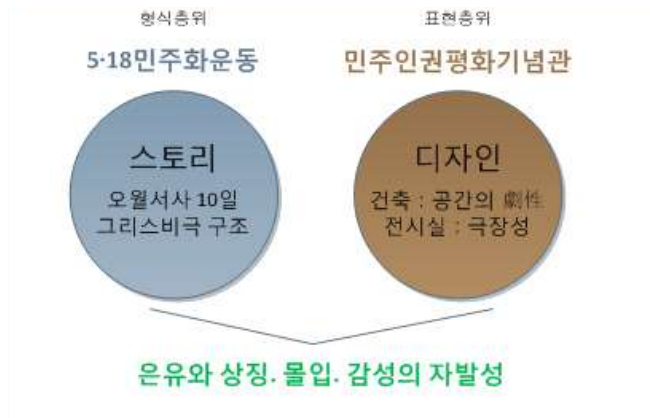 형식층위
표현층위
5·18민주화운동
민주인권평화기념관
스토리
오월서사 10일
그리스비극 구조
디자인
건축 : 공간의 劇性
전시실 : 극장성
은유와 상징. 몰입. 감성의 자발성